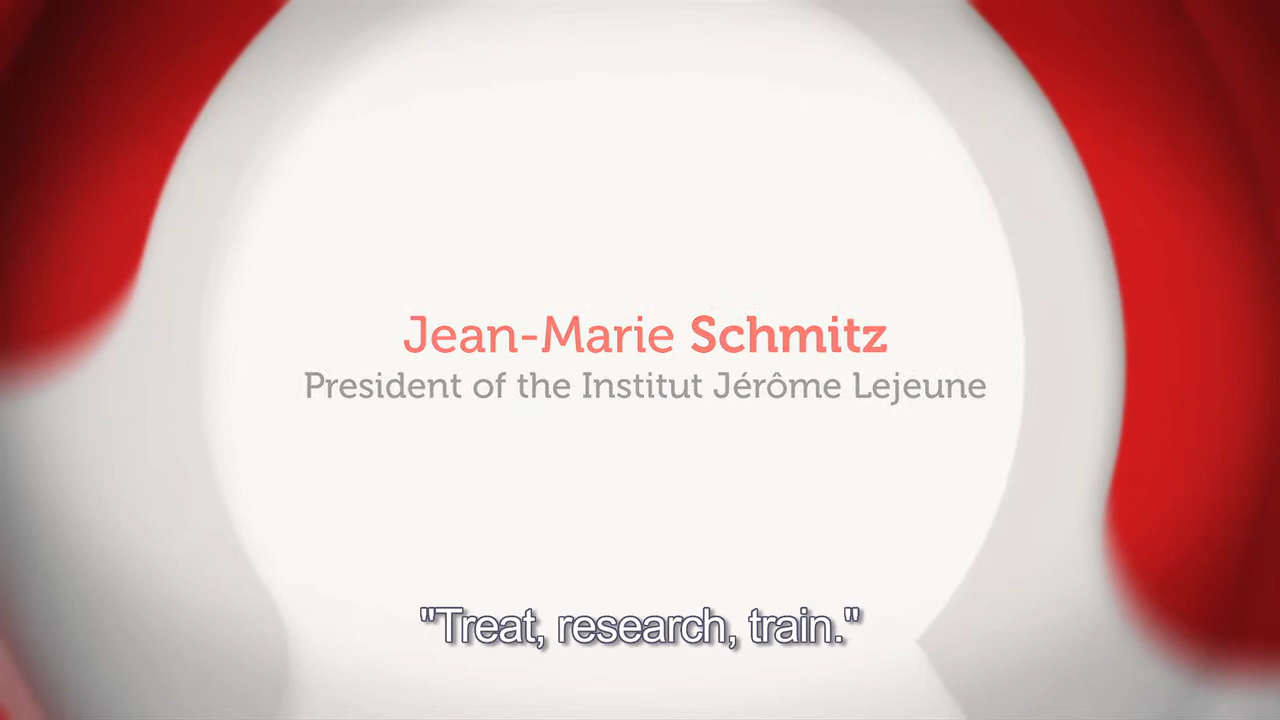 Jean-Marie Schmitz
President of the Institut Jérôme Lejeune
"Treat, research, train."